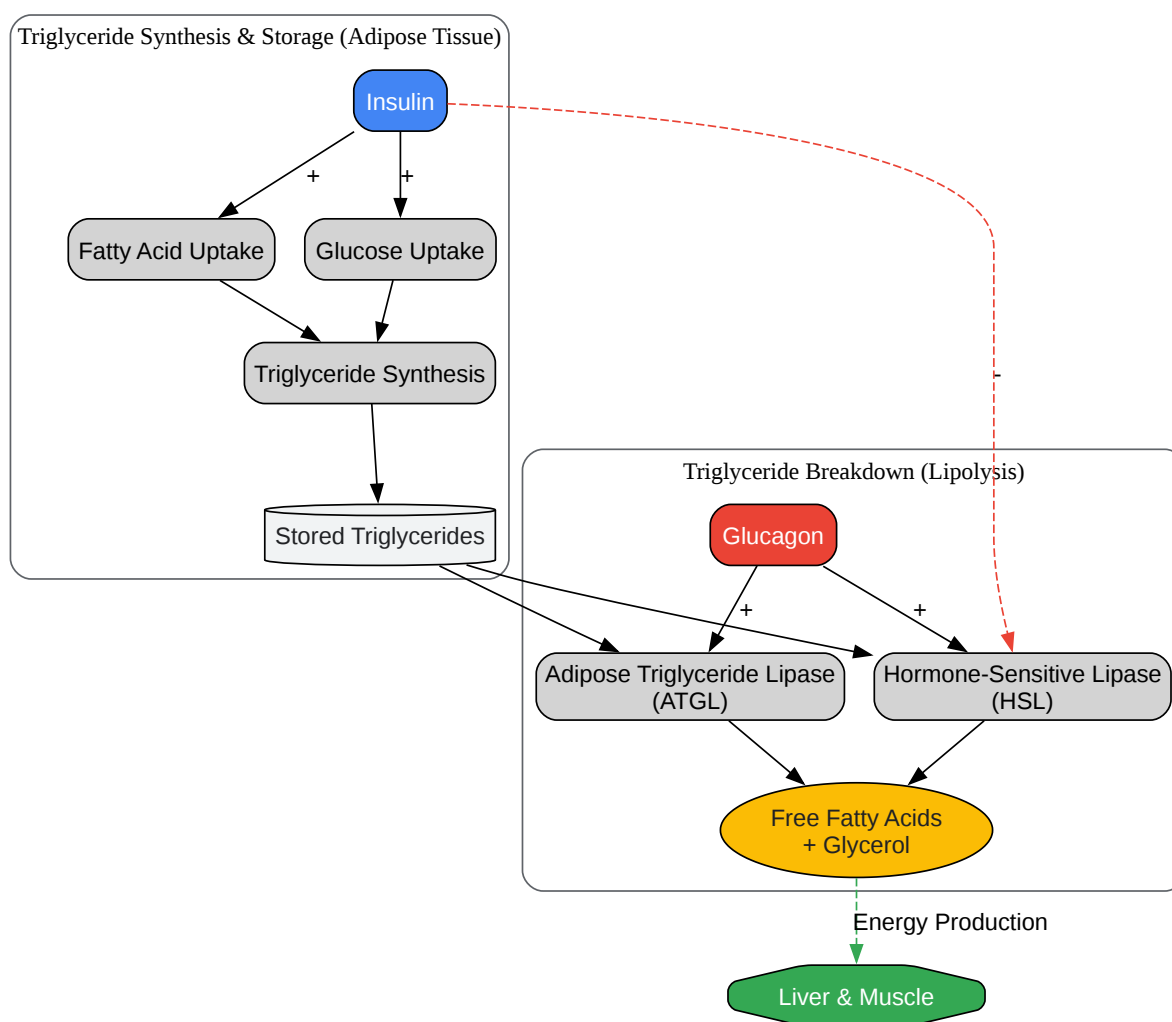 Triglyceride Synthesis & Storage (Adipose Tissue)
Insulin
+
+
Fatty Acid Uptake
Glucose Uptake
Triglyceride Synthesis
-
Stored Triglycerides
Triglyceride Breakdown (Lipolysis)
Glucagon
+
+
Adipose Triglyceride Lipase
(ATGL)
Hormone-Sensitive Lipase
(HSL)
Free Fatty Acids
+ Glycerol
Energy Production
Liver & Muscle